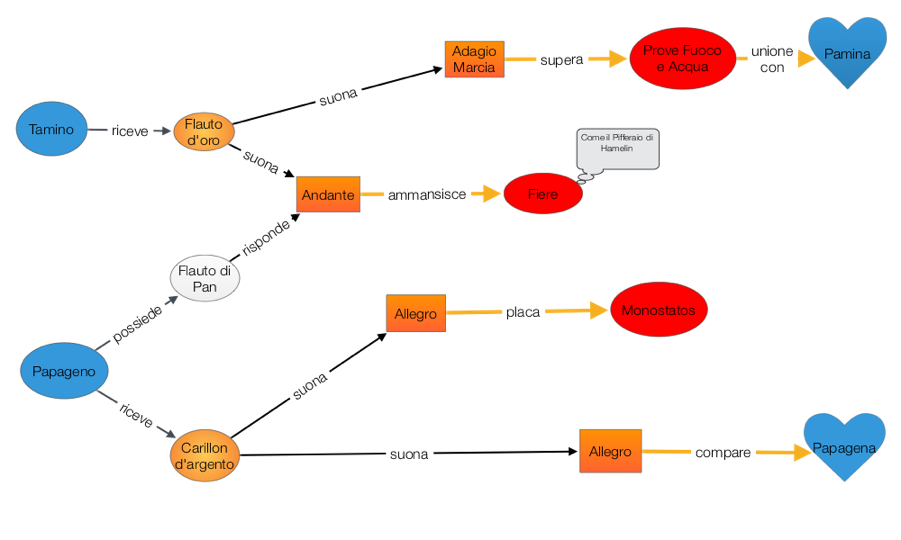 Adagio
Marcia
supera
Prove Fuoco
e Acqua
unione
con
Pamina
suona
Tamino
riceve
Flauto
d'oro
Come il Pifferaio di
Hamelin
suona
Andante
ammansisce
Fiere
risponde
Flauto di
Pan
possiede
Allegro
placa
Monostatos
Papageno
suona
riceve
Carillon
d'argento
suona
Allegro
compare
Papagena